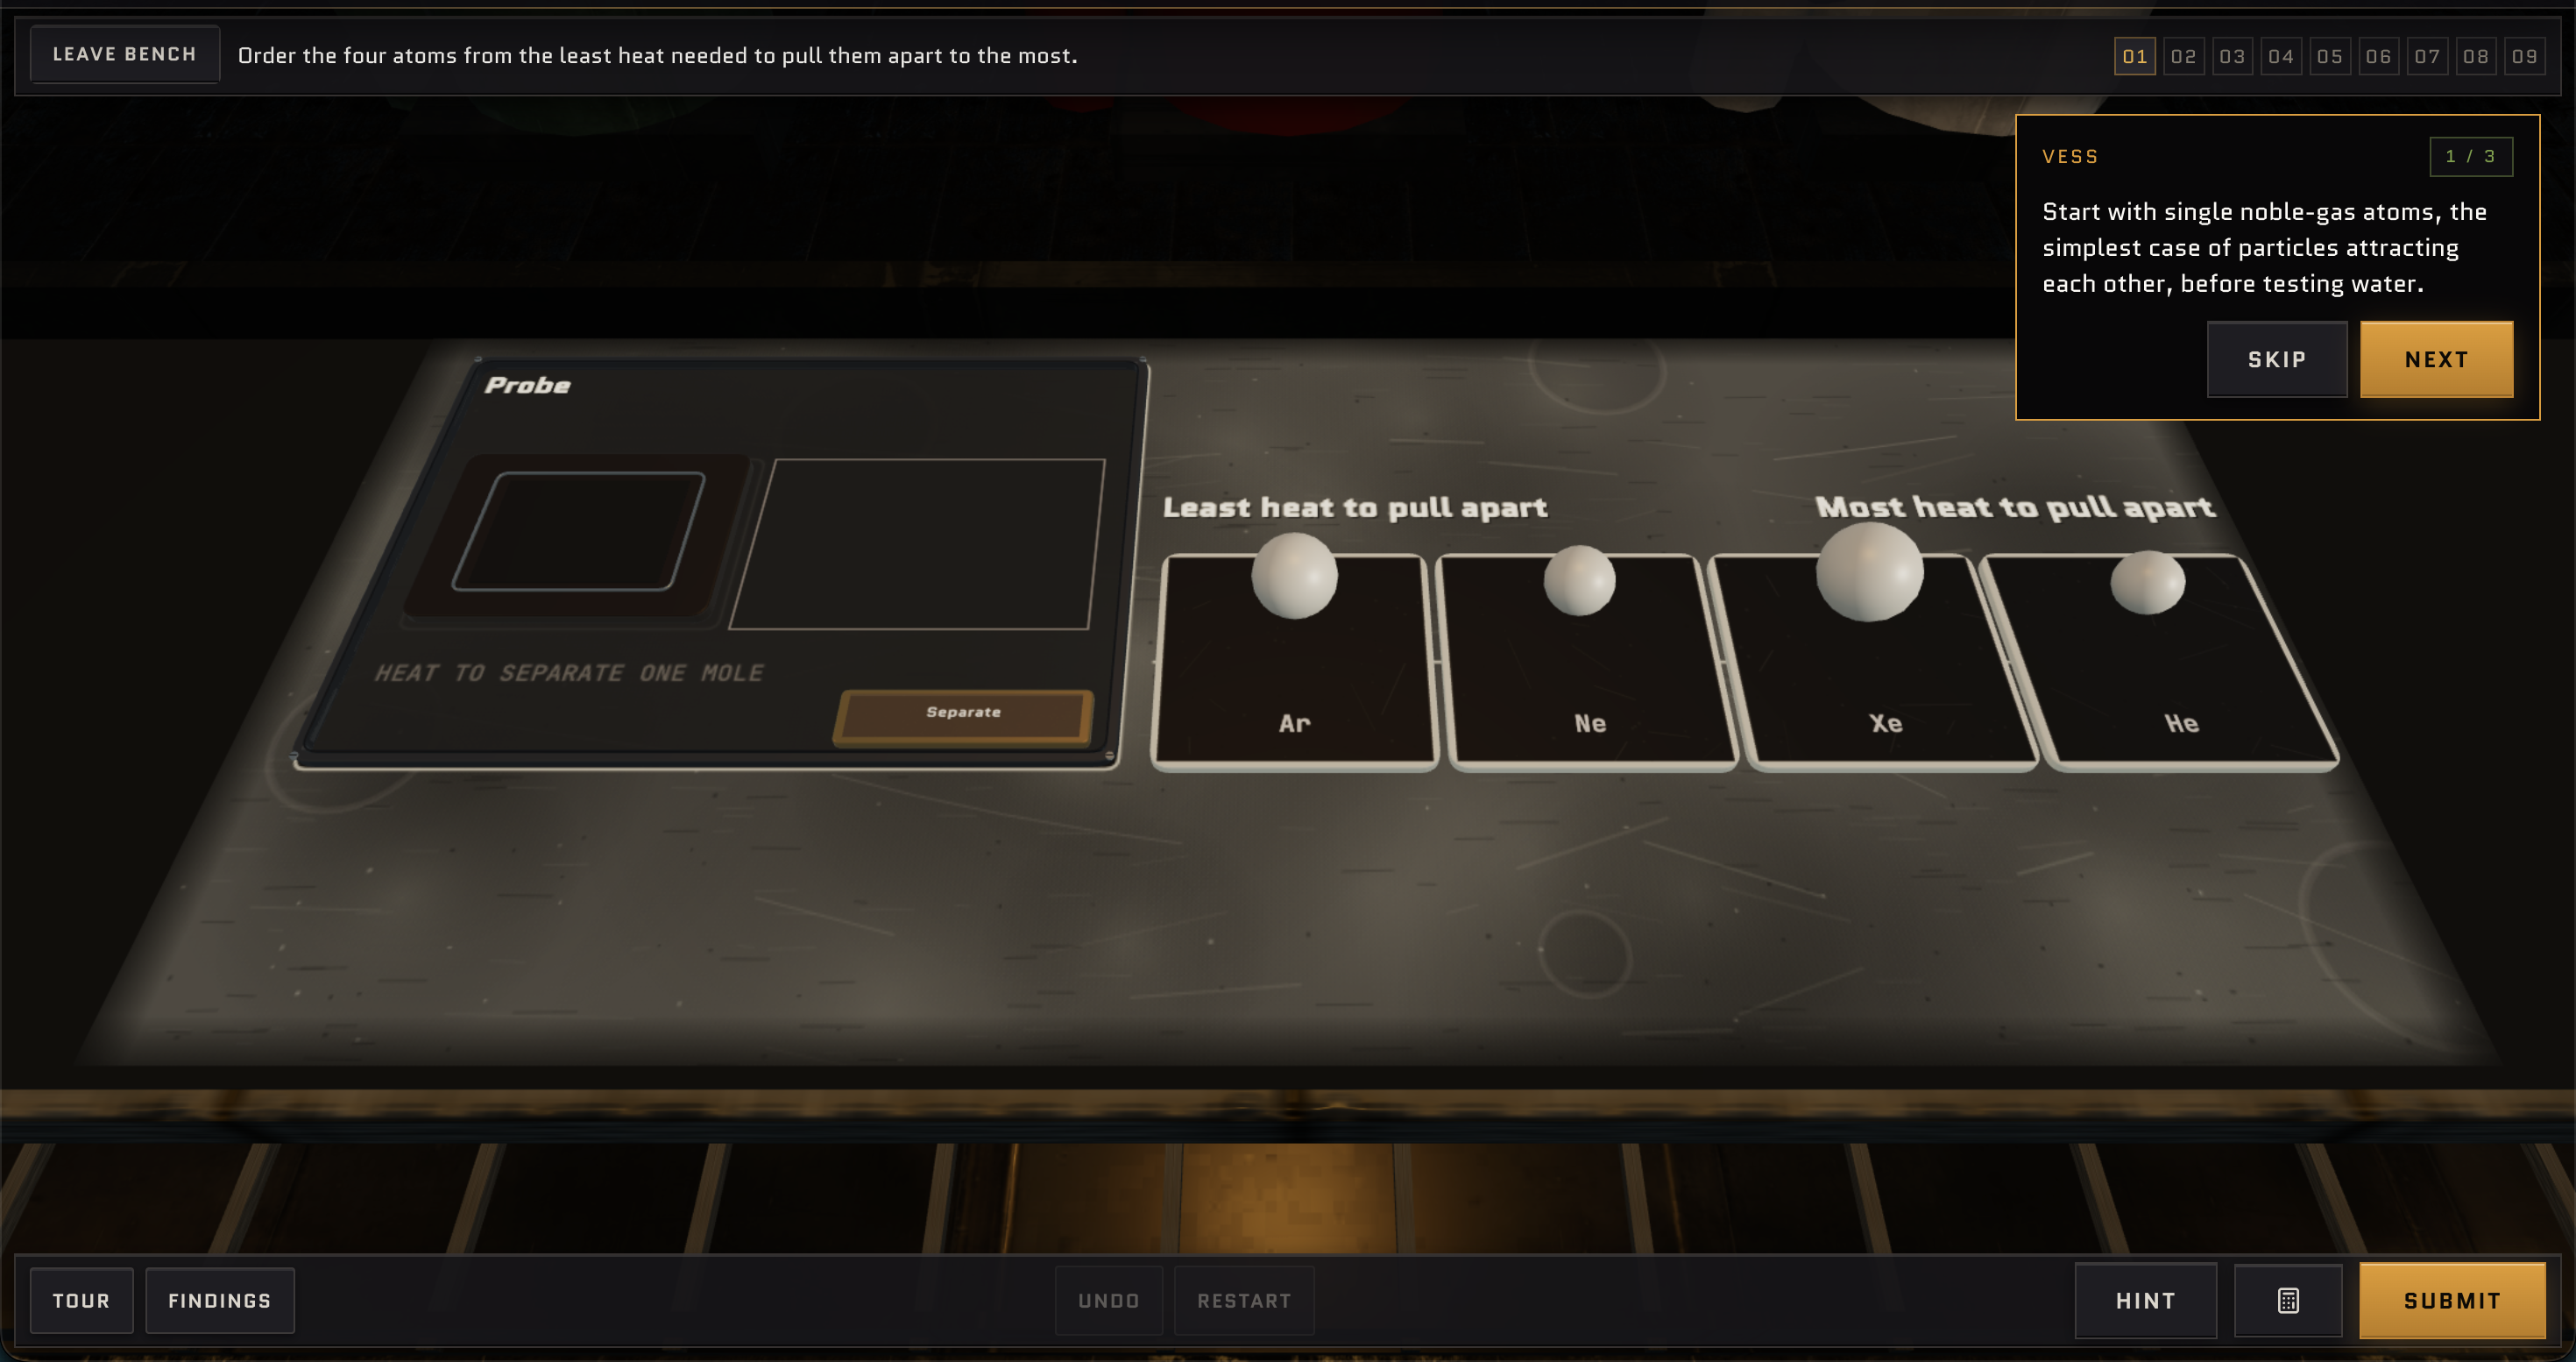 LEAVE BENCH
Order the four atoms from the least heat needed to pull them apart to the most.
01 02 03 04 05 06 07 08 09
VESS
1 / 3
Start with single noble-gas atoms, the
simplest case of particles attracting
each other, before testing water.
SKIP
NEXT
Probe
HEAT TO SEPARATE ONE MOLE
Separate
Least heat to pull apart
Most heat to pull apart
Ar
Ne
Xe
He
TOUR
FINDINGS
UNDO
RESTART
HINT
SUBMIT